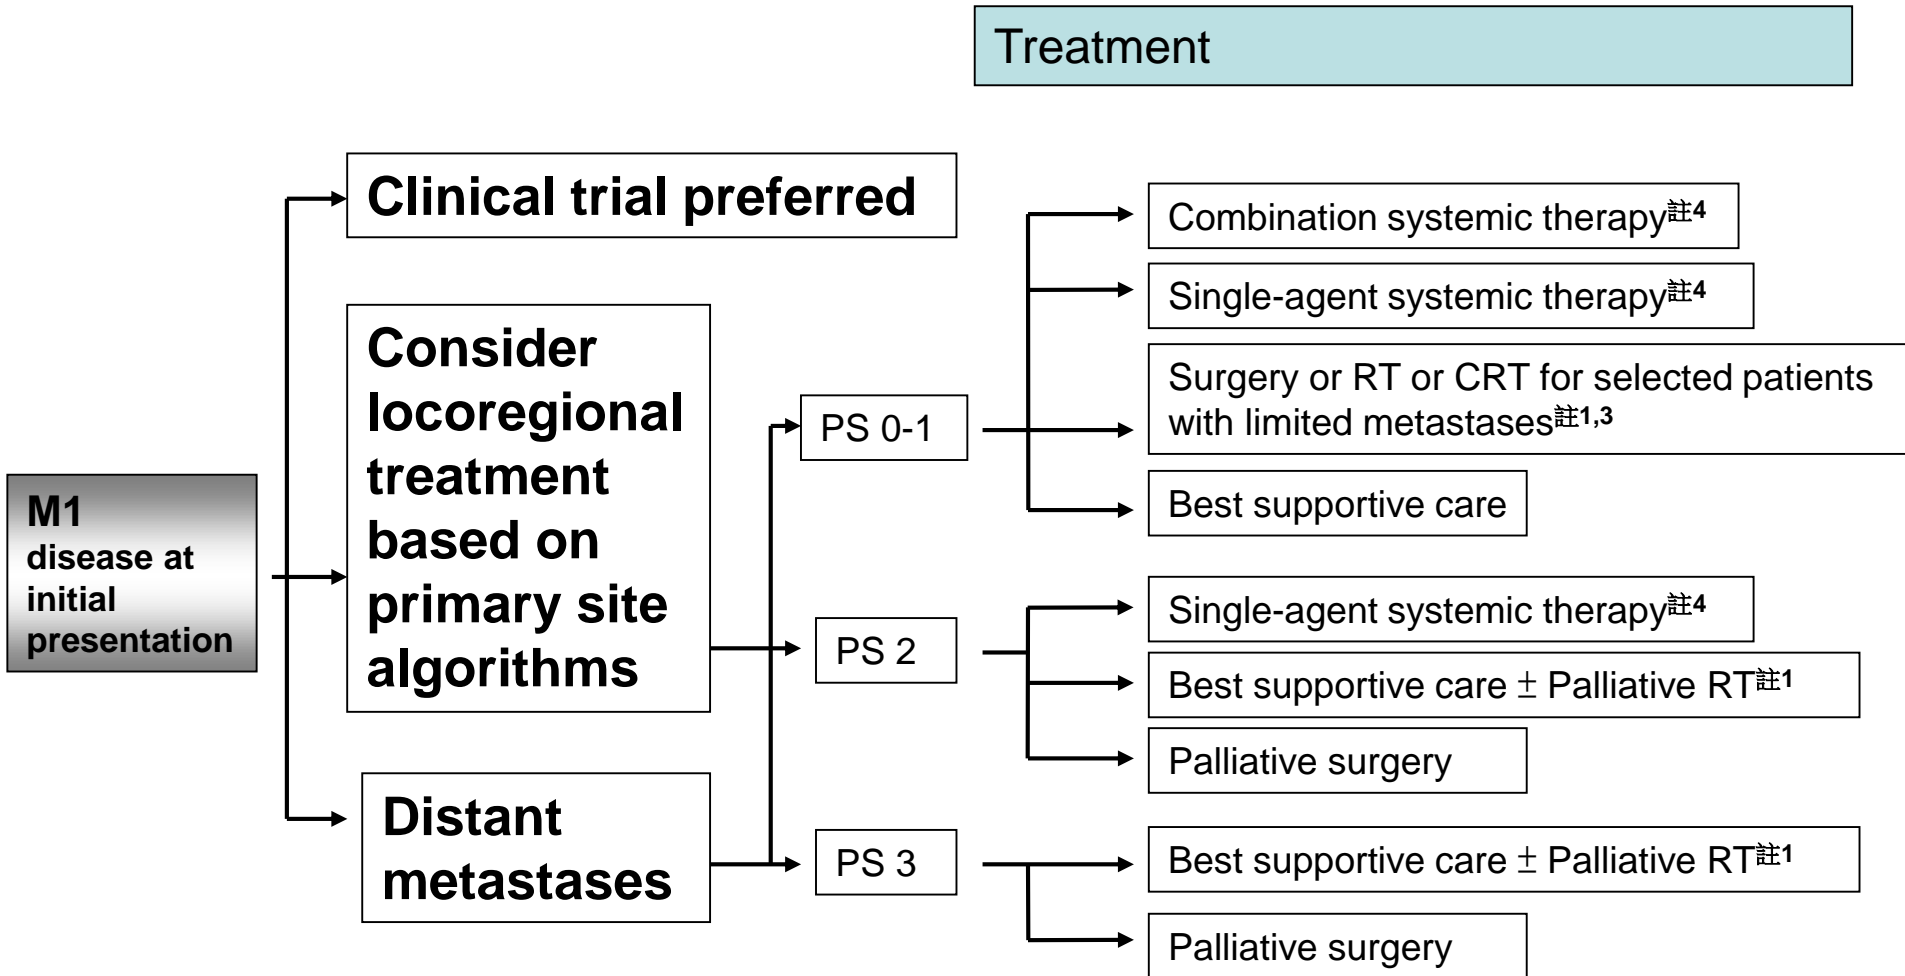 Treatment
Clinical trial preferred
Consider
locoregional
treatment
based on
primary site
algorithms
M1
disease at
initial
presentation
Distant
metastases
PS 0-1
PS 2
PS 3
Combination systemic therapy註4
Single-agent systemic therapy註4
Surgery or RT or CRT for selected patients
with limited metastases註1,3
Best supportive care
Single-agent systemic therapy註4
Best supportive care ± Palliative RT註1
Palliative surgery
Best supportive care ± Palliative RT註1
Palliative surgery